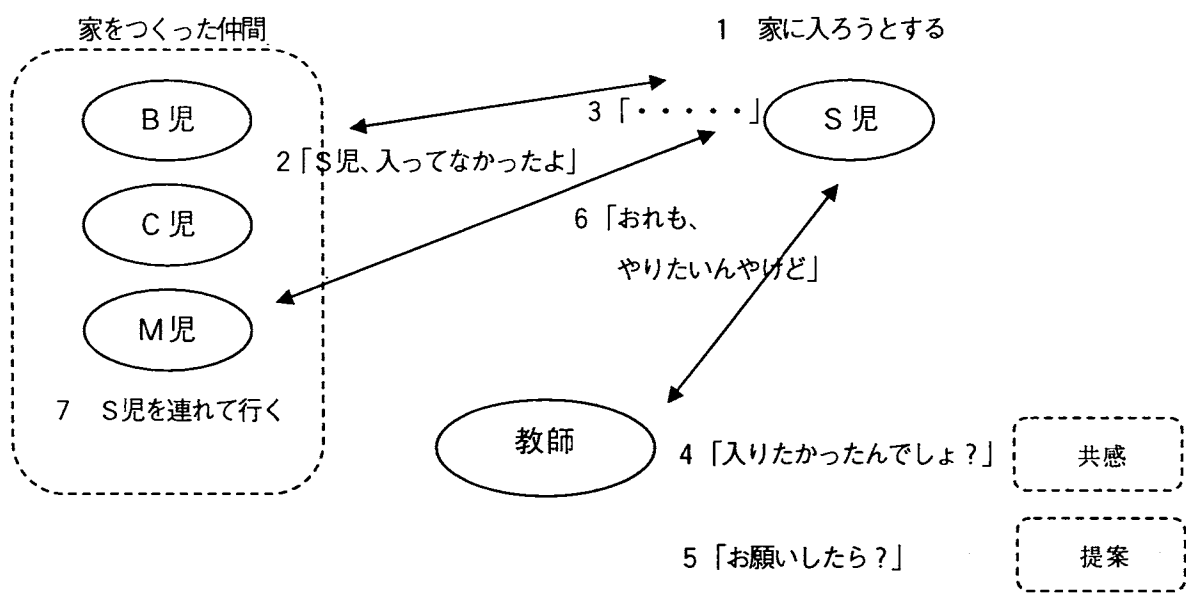 家をつくった仲間
1　家に入ろうとする
B児
S児
3「・・・・・」
2「S児、入ってなかったよ」
C児
6「おれも、
やりたいんやけど」
M児
7　S児を連れて行く
教師
4「入りたかったんでしょ？」
共感
5「お願いしたら？」
提案